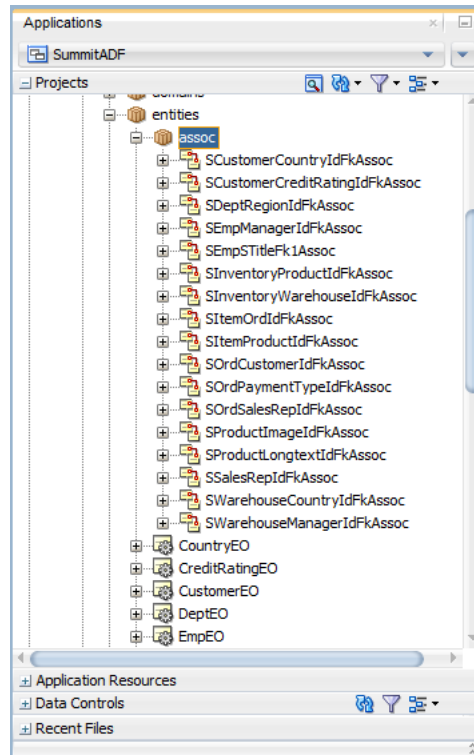 Applications
SummitADF
Projects
domains
entities
assoc
SCustomerCountryIdFkAssoc
SCustomerCreditRatingIdFkAssoc
SDeptRegionIdFkAssoc
SEmpManagerIdFkAssoc
SEmpSTitleFk1Assoc
SInventoryProductIdFkAssoc
SInventoryWarehouseIdFkAssoc
SItemOrdIdFkAssoc
SItemProductIdFkAssoc
SOrdCustomerIdFkAssoc
SOrdPaymentTypeIdFkAssoc
SOrdSalesRepIdFkAssoc
SProductImageIdFkAssoc
SProductLongtextIdFkAssoc
SSalesRepIdFkAssoc
SWarehouseCountryIdFkAssoc
SWarehouseManagerIdFkAssoc
CountryEO
CreditRatingEO
CustomerEO
DeptEO
EmpEO
Application Resources
Data Controls
Recent Files